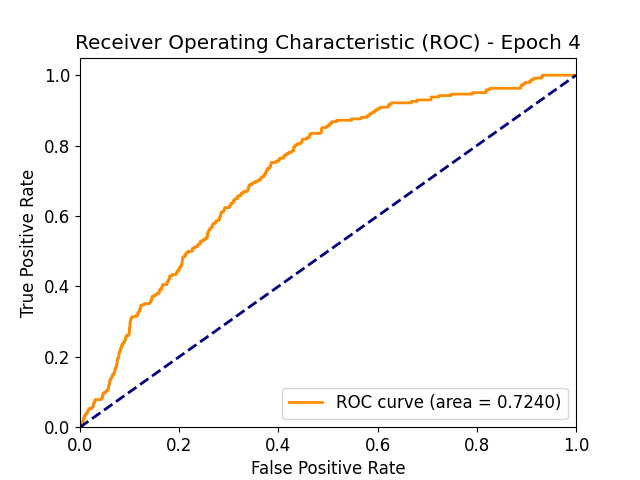 Receiver Operating Characteristic (ROC) - Epoch 4
1.0
0.8
0.6
0.4
0.2
0.0
True Positive Rate
ROC curve (area = 0.7240)
0.0 0.2 0.4 0.6 0.8 1.0
False Positive Rate